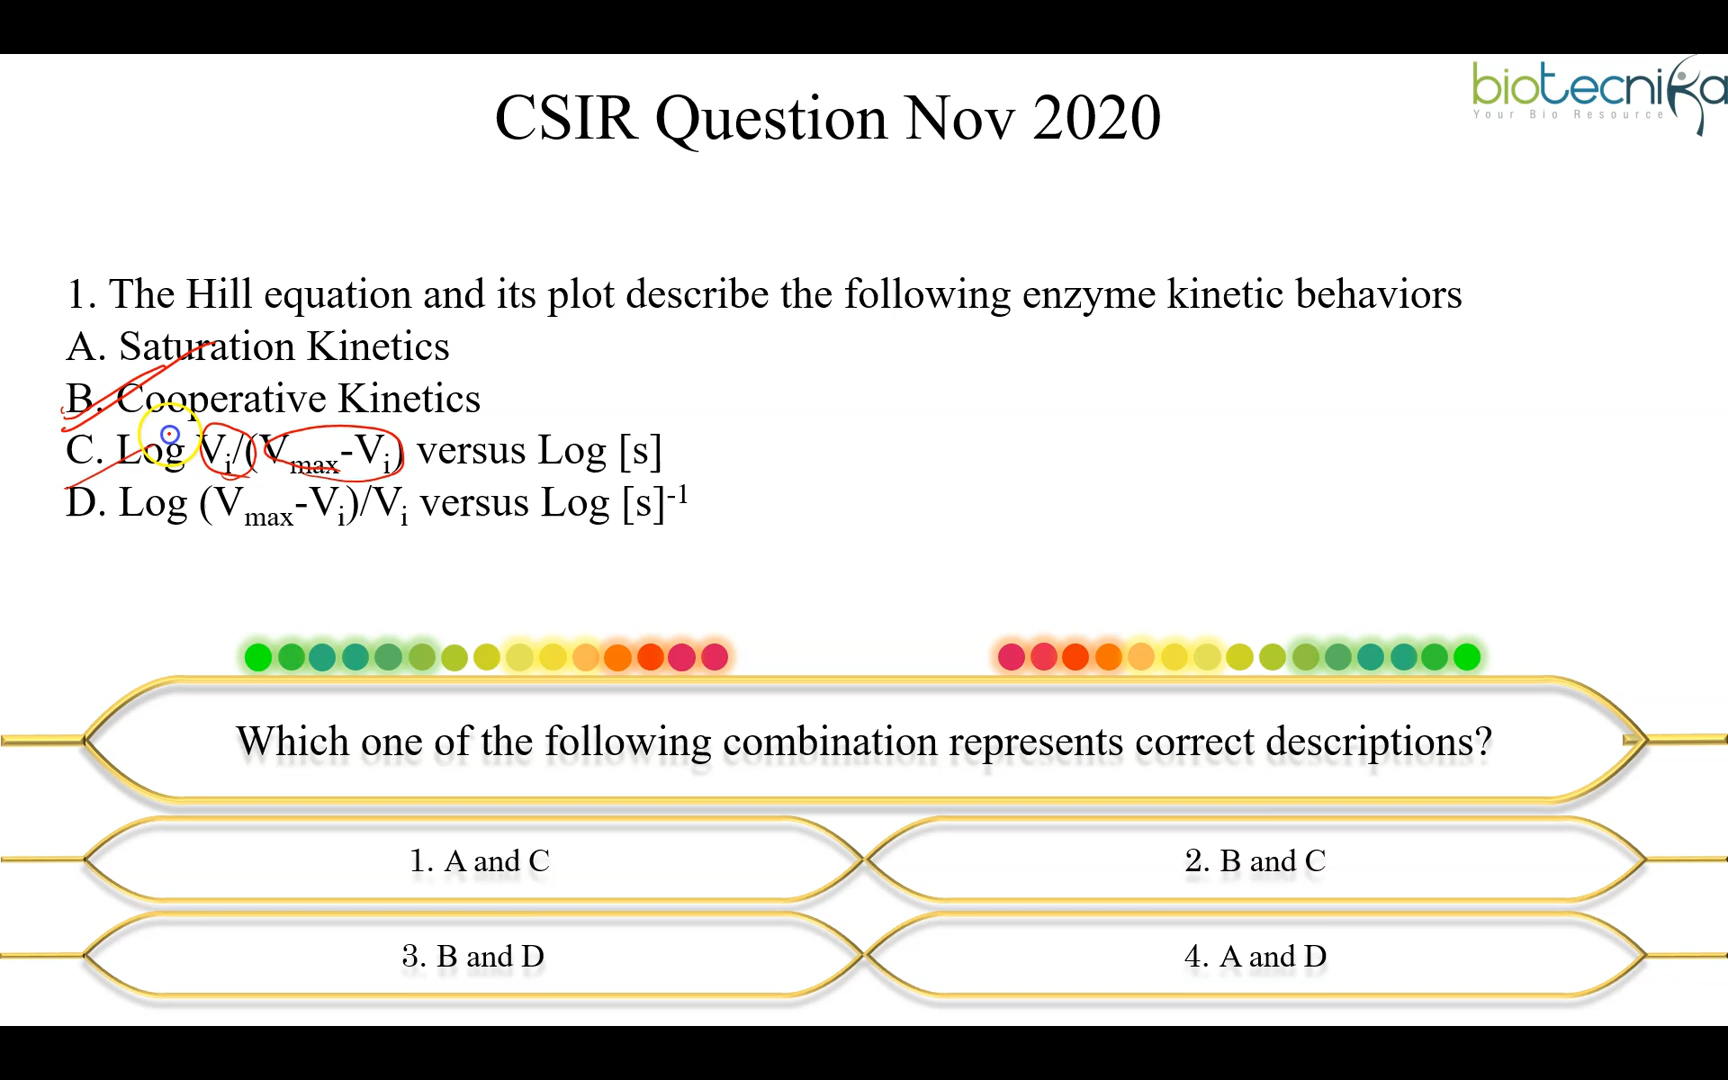 biotecnika
Your Bio Resource
CSIR Question Nov 2020
1. The Hill equation and its plot describe the following enzyme kinetic behaviors
A. Saturation Kinetics
B. Cooperative Kinetics
C. Log Vi/(Vmax-Vi) versus Log [s]
D. Log (Vmax-Vi)/Vi versus Log [s]-1
Which one of the following combination represents correct descriptions?
1. A and C
2. B and C
3. B and D
4. A and D